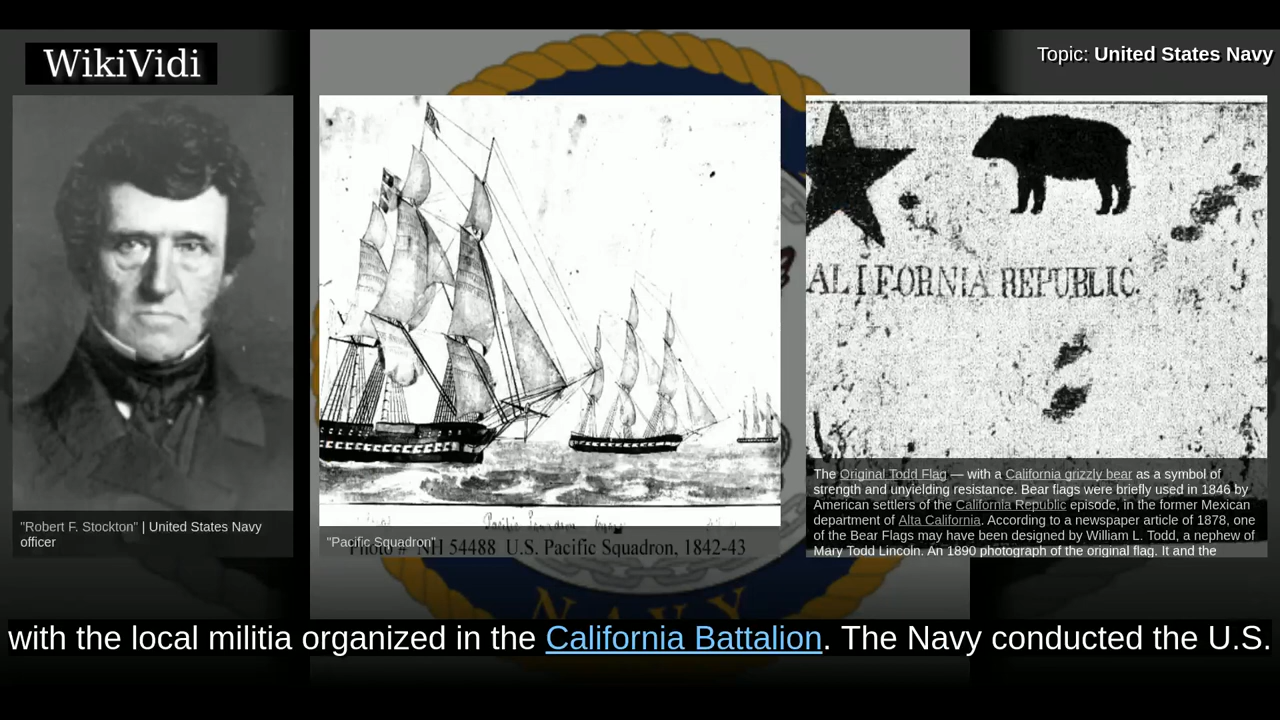 WikiVidi
Topic: United States Navy
ALIFORNIA REPUBLIC.
"Robert F. Stockton" | United States Navy
officer
"Pacific Squadron"
Photo # NH 54488 U.S. Pacific Squadron, 1842-43
The Original Todd Flag — with a California grizzly bear as a symbol of
strength and unyielding resistance. Bear flags were briefly used in 1846 by
American settlers of the California Republic episode, in the former Mexican
department of Alta California. According to a newspaper article of 1878, one
of the Bear Flags may have been designed by William L. Todd, a nephew of
Mary Todd Lincoln. An 1890 photograph of the original flag. It and the
NAVY
with the local militia organized in the California Battalion. The Navy conducted the U.S.